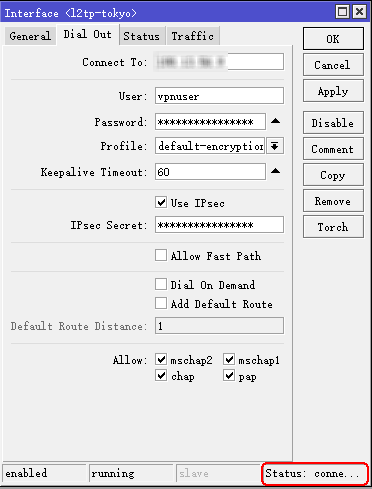 Interface <l2tp-tokyo>
General Dial Out Status Traffic
Connect To:
User: vpnuser
Password: ****************
Profile: default-encryption
Keepalive Timeout: 60
Use IPsec
IPsec Secret: ****************
Allow Fast Path
Dial On Demand
Add Default Route
Default Route Distance: 1
Allow: mschap2 mschap1
chap pap
OK
Cancel
Apply
Disable
Comment
Copy
Remove
Torch
enabled running slave Status: conne...